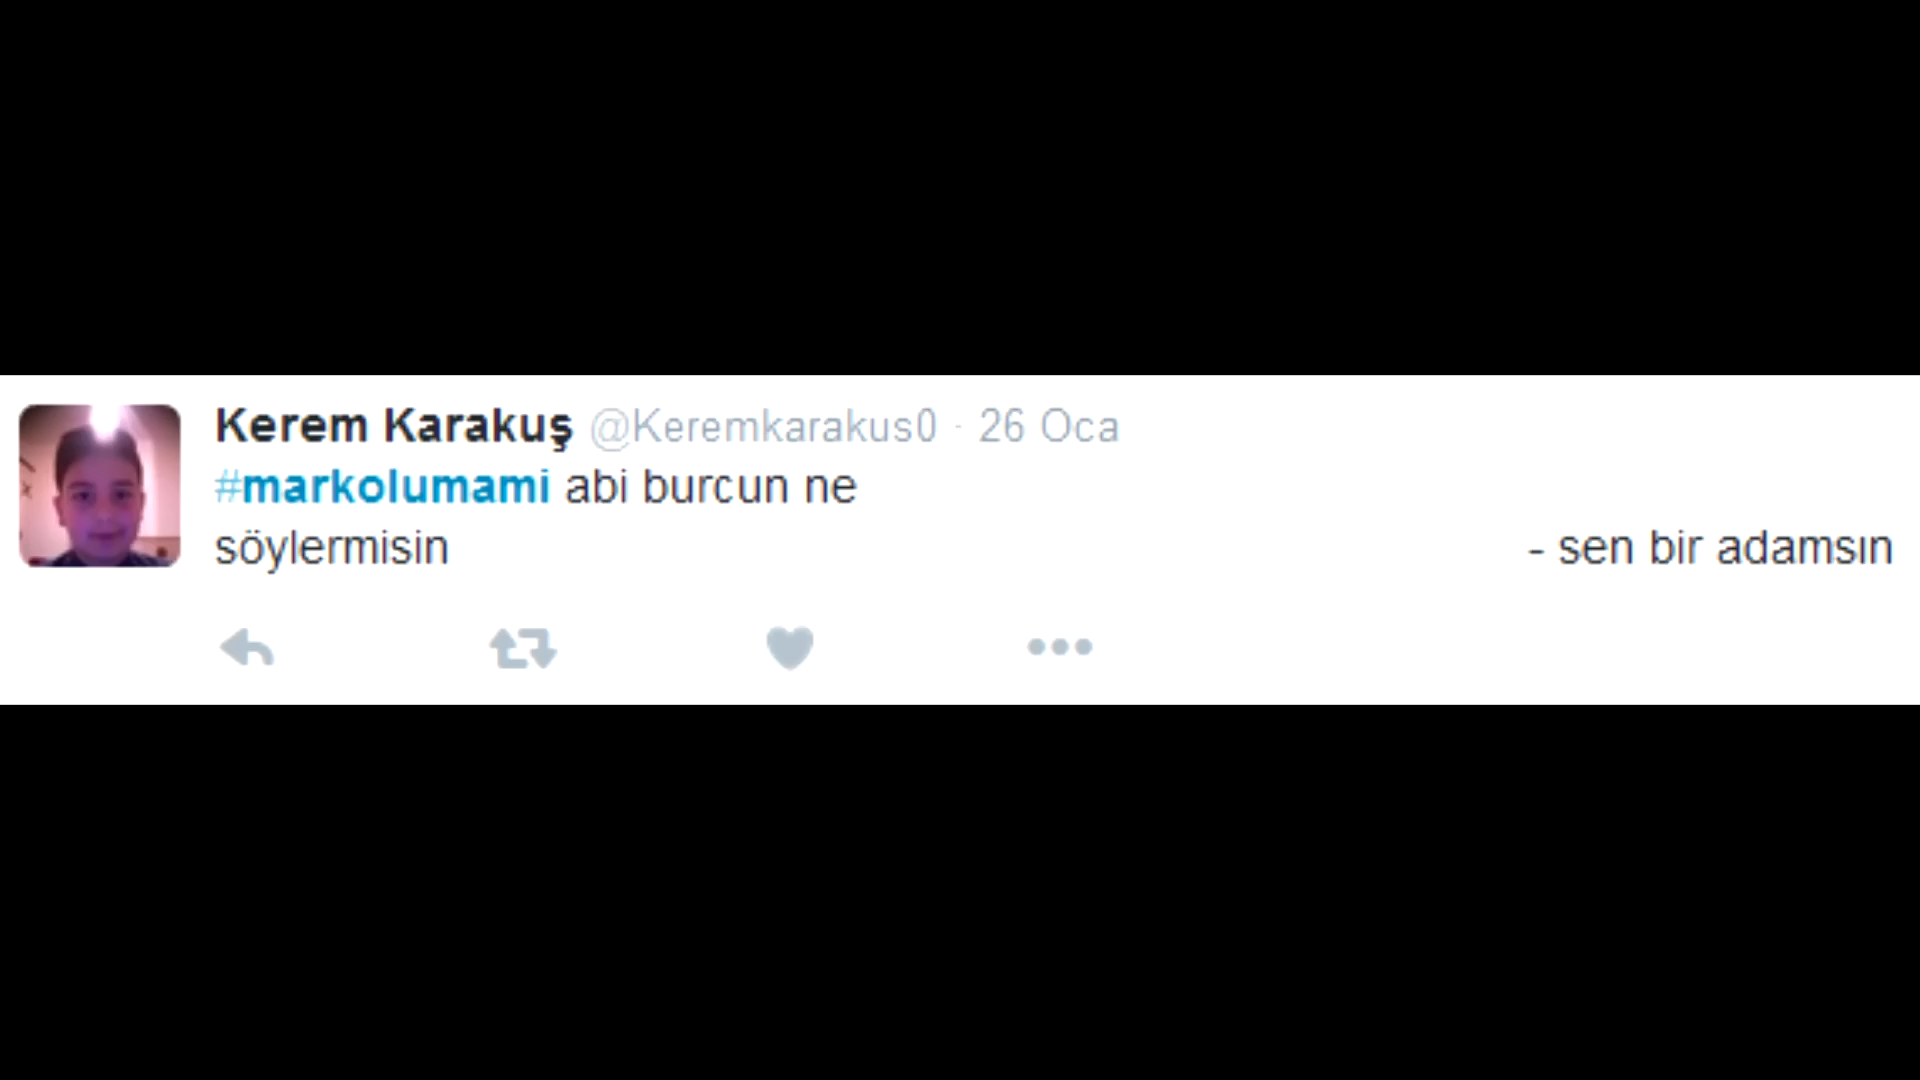 Kerem Karakuş @Keremkarakus0 · 26 Oca
#markolumami abi burcun ne
söylermisin - sen bir adamsın